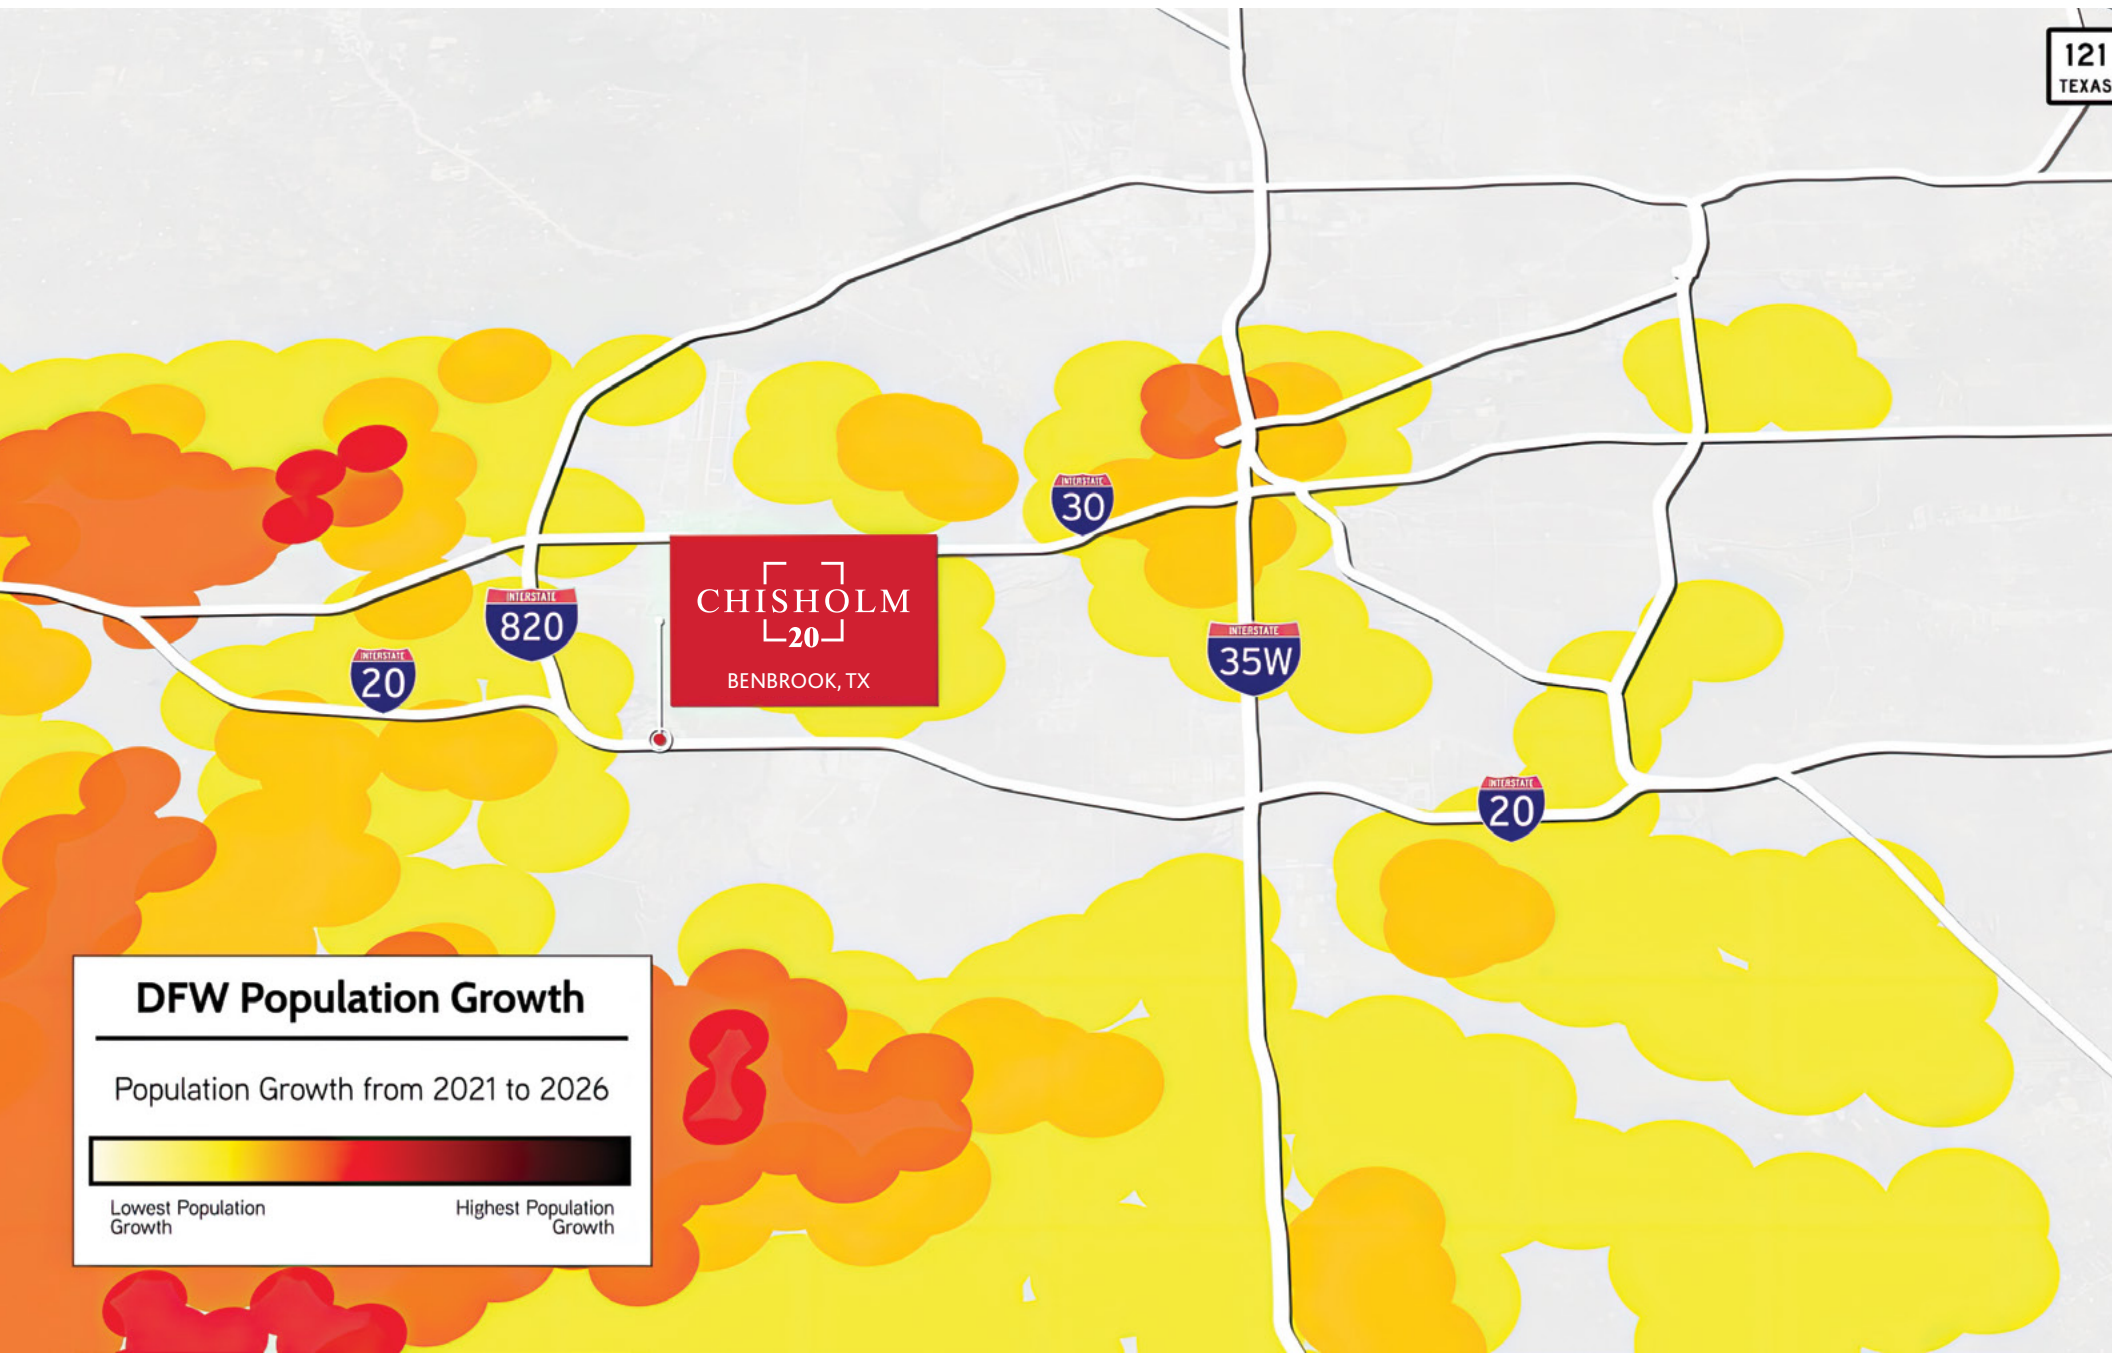 121
TEXAS
INTERSTATE
30
CHISHOLM
20
BENBROOK, TX
INTERSTATE
820
INTERSTATE
20
INTERSTATE
35W
INTERSTATE
20
DFW Population Growth
Population Growth from 2021 to 2026
Lowest Population
Growth
Highest Population
Growth